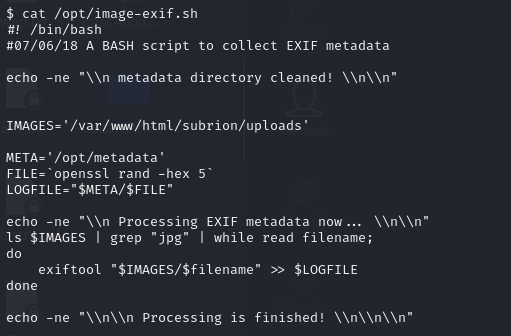 $ cat /opt/image-exif.sh
#! /bin/bash
#07/06/18 A BASH script to collect EXIF metadata
echo -ne "\\n metadata directory cleaned! \\n\\n"
IMAGES='/var/www/html/subrion/uploads'
META='/opt/metadata'
FILE=`openssl rand -hex 5`
LOGFILE="$META/$FILE"
echo -ne "\\n Processing EXIF metadata now... \\n\\n"
ls $IMAGES | grep "jpg" | while read filename;
do
    exiftool "$IMAGES/$filename" >> $LOGFILE
done
echo -ne "\\n\\n Processing is finished! \\n\\n\\n"